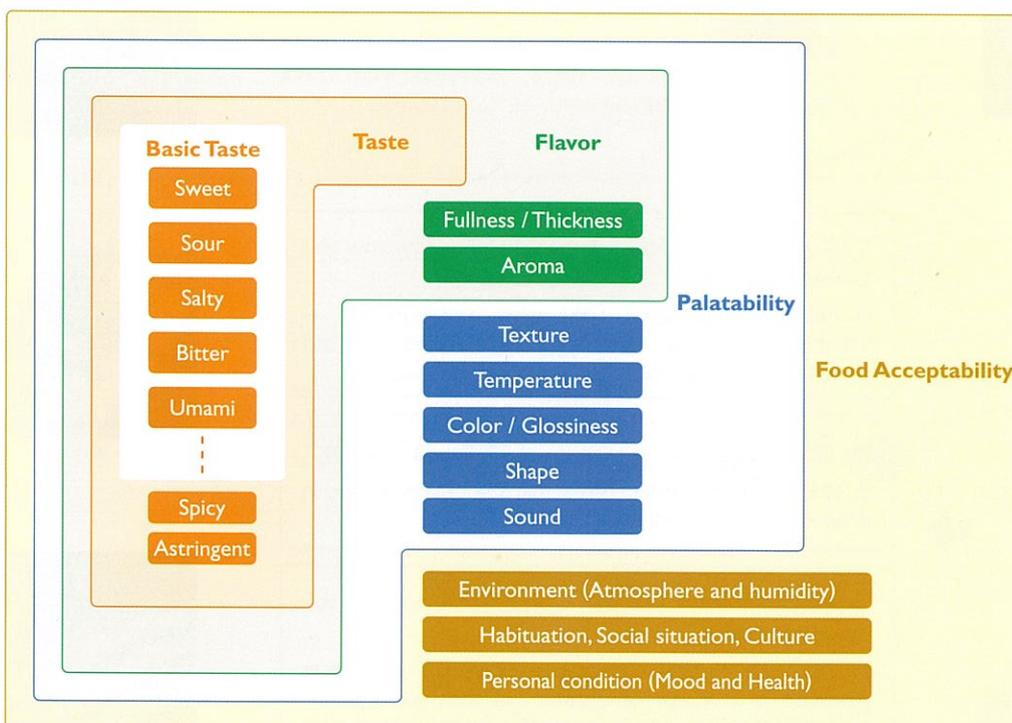 Basic Taste
Taste
Flavor
Sweet
Sour
Salty
Bitter
Umami
Spicy
Astringent
Fullness / Thickness
Aroma
Palatability
Texture
Temperature
Color / Glossiness
Shape
Sound
Food Acceptability
Environment (Atmosphere and humidity)
Habituation, Social situation, Culture
Personal condition (Mood and Health)